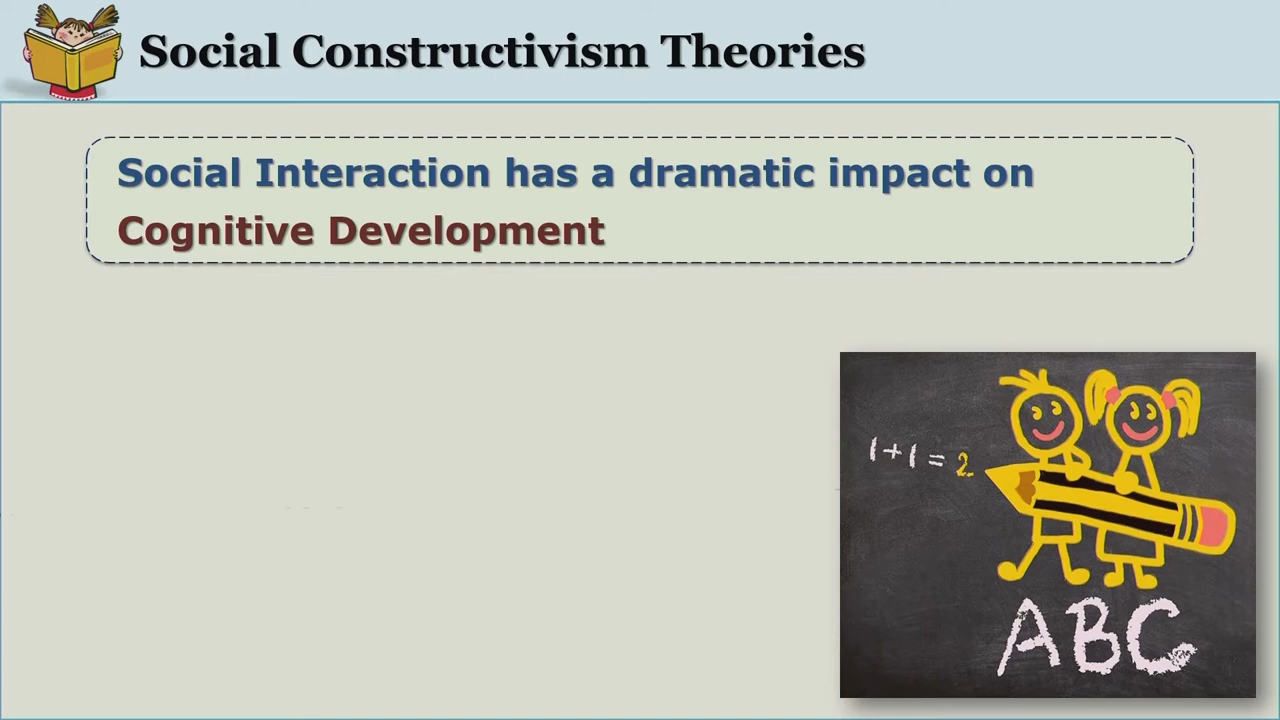 Social Constructivism Theories
Social Interaction has a dramatic impact on
Cognitive Development
1+1=2
ABC